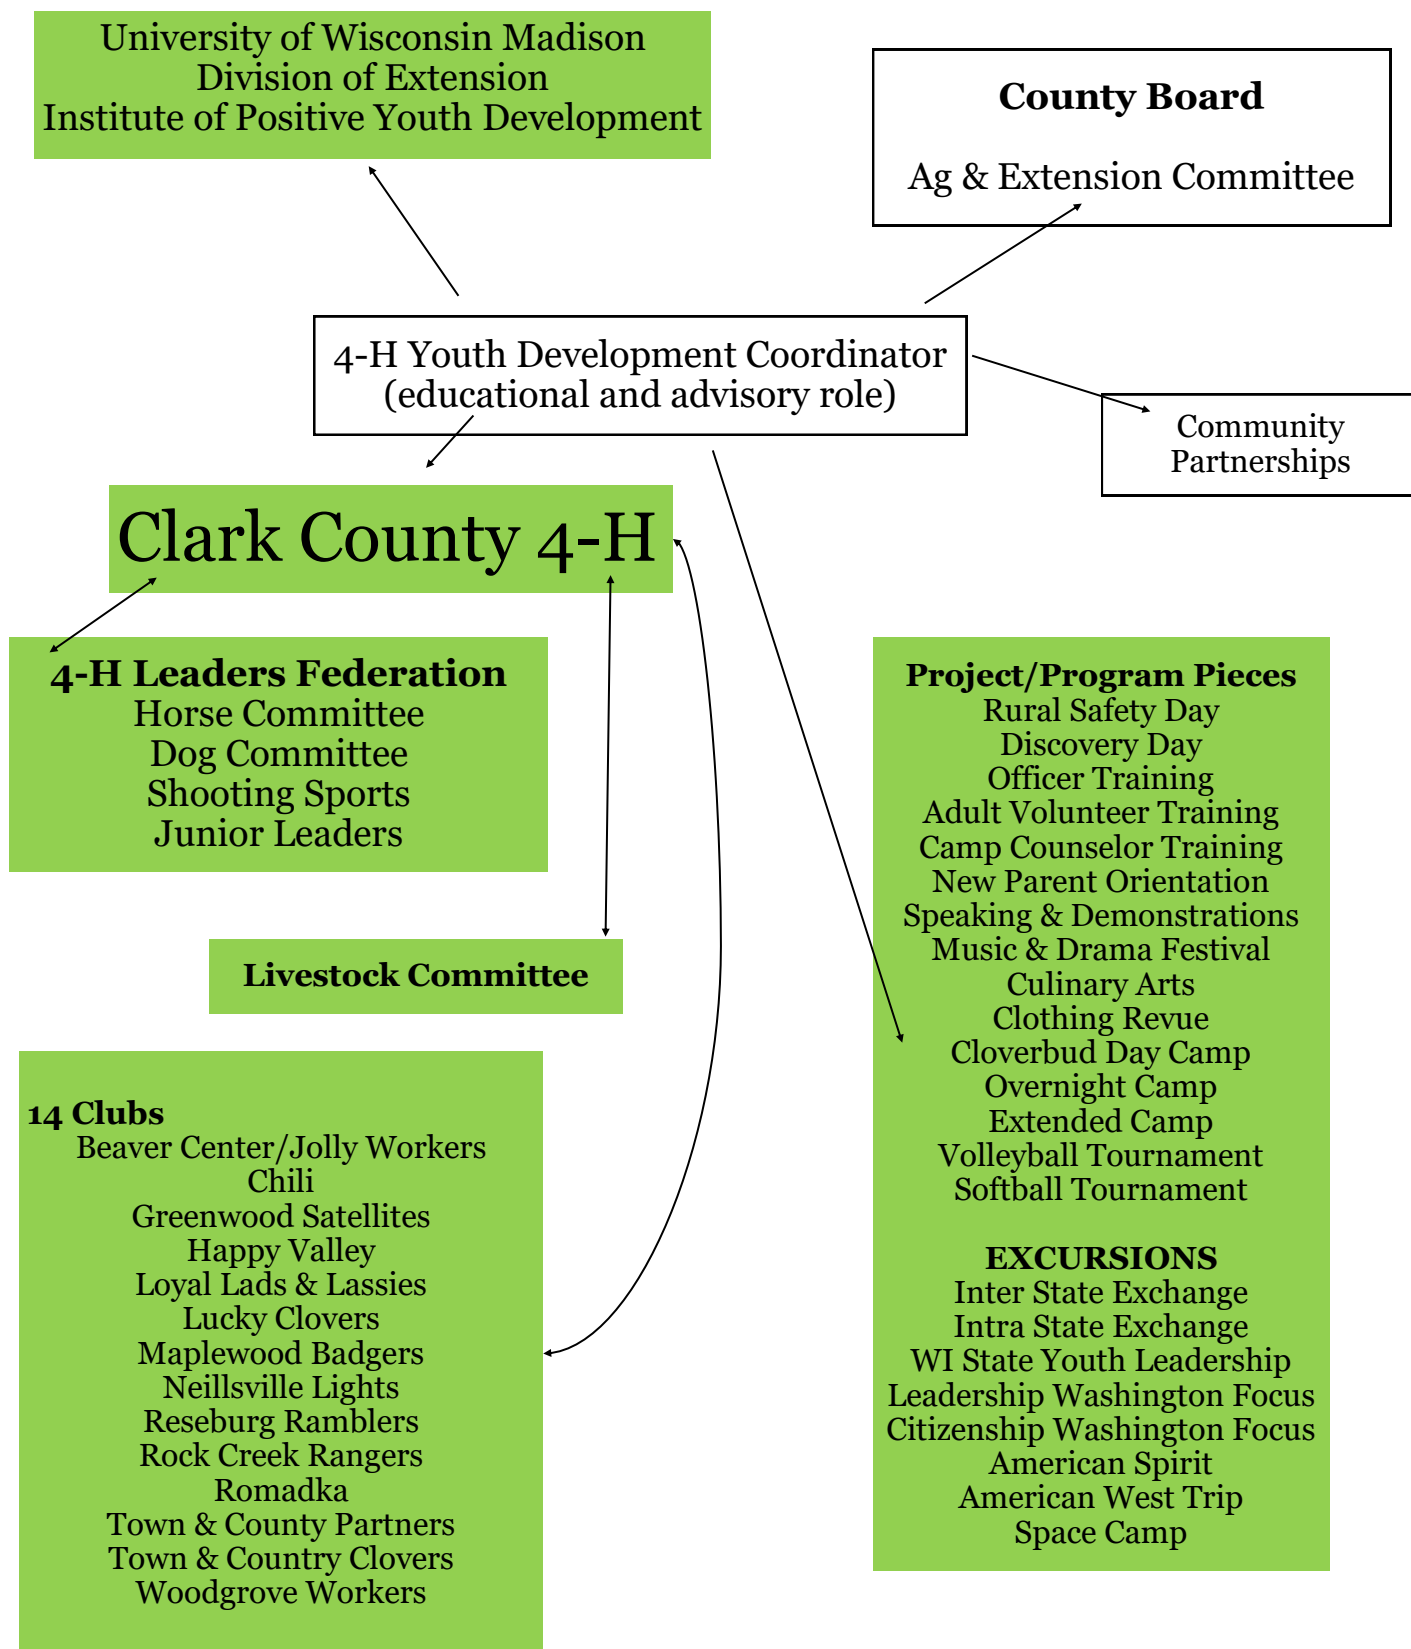 University of Wisconsin Madison
Division of Extension
Institute of Positive Youth Development
County Board
Ag & Extension Committee
4-H Youth Development Coordinator
(educational and advisory role)
Community
Partnerships
Clark County 4-H
4-H Leaders Federation
Horse Committee
Dog Committee
Shooting Sports
Junior Leaders
Livestock Committee
14 Clubs
Beaver Center/Jolly Workers
Chili
Greenwood Satellites
Happy Valley
Loyal Lads & Lassies
Lucky Clovers
Maplewood Badgers
Neillsville Lights
Reseburg Ramblers
Rock Creek Rangers
Romadka
Town & County Partners
Town & Country Clovers
Woodgrove Workers
Project/Program Pieces
Rural Safety Day
Discovery Day
Officer Training
Adult Volunteer Training
Camp Counselor Training
New Parent Orientation
Speaking & Demonstrations
Music & Drama Festival
Culinary Arts
Clothing Revue
Cloverbud Day Camp
Overnight Camp
Extended Camp
Volleyball Tournament
Softball Tournament
EXCURSIONS
Inter State Exchange
Intra State Exchange
WI State Youth Leadership
Leadership Washington Focus
Citizenship Washington Focus
American Spirit
American West Trip
Space Camp